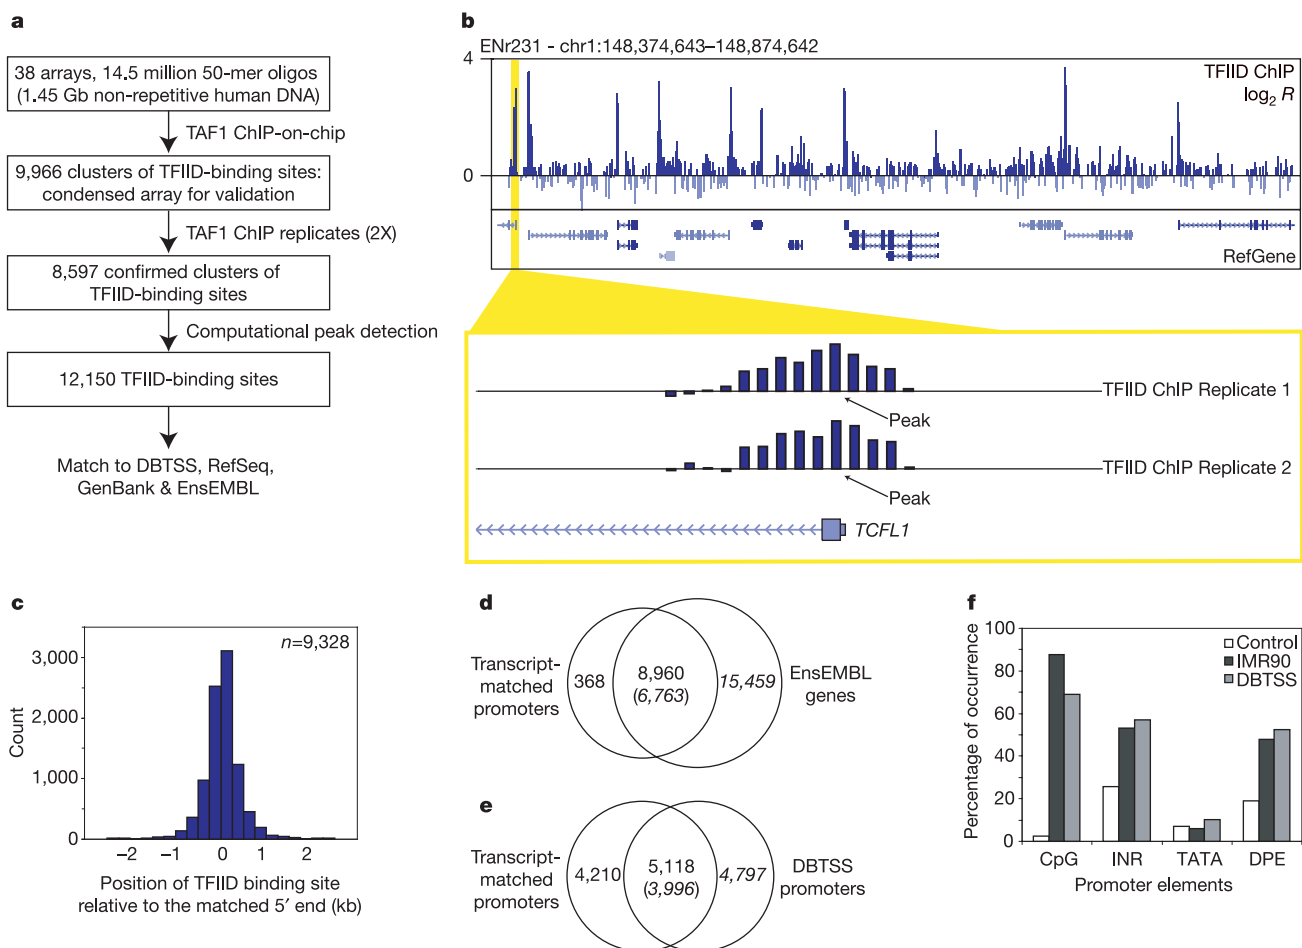 a
38 arrays, 14.5 million 50-mer oligos
(1.45 Gb non-repetitive human DNA)
TAF1 ChIP-on-chip
9,966 clusters of TFIID-binding sites:
condensed array for validation
TAF1 ChIP replicates (2X)
8,597 confirmed clusters of
TFIID-binding sites
Computational peak detection
12,150 TFIID-binding sites
Match to DBTSS, RefSeq,
GenBank & EnsEMBL
b
ENr231 - chr1:148,374,643–148,874,642
4
0
TFIID ChIP
log2 R
RefGene
TFIID ChIP Replicate 1
Peak
TFIID ChIP Replicate 2
Peak
TCFL1
c
n=9,328
Count
3,000
2,000
1,000
0
–2 –1 0 1 2
Position of TFIID binding site
relative to the matched 5′ end (kb)
d
Transcript-
matched
promoters
368
8,960
(6,763)
15,459
EnsEMBL
genes
e
Transcript-
matched
promoters
4,210
5,118
(3,996)
4,797
DBTSS
promoters
f
Percentage of occurrence
100
80
60
40
20
0
Control
IMR90
DBTSS
CpG INR TATA DPE
Promoter elements